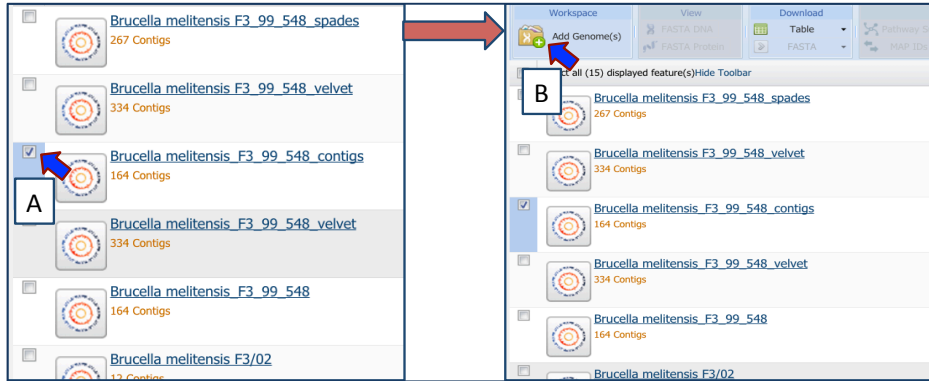 Brucella melitensis F3_99_548_spades
267 Contigs
Brucella melitensis F3_99_548_velvet
334 Contigs
Brucella melitensis_F3_99_548_contigs
164 Contigs
A
Brucella melitensis_F3_99_548_velvet
334 Contigs
Brucella melitensis_F3_99_548
164 Contigs
Brucella melitensis F3/02
12 Contigs
Workspace
View
Download
Add Genome(s)
FASTA DNA
Table
Pathway
FASTA Protein
FASTA
MAP IDs
all (15) displayed feature(s)Hide Toolbar
B
Brucella melitensis F3_99_548_spades
267 Contigs
Brucella melitensis F3_99_548_velvet
334 Contigs
Brucella melitensis_F3_99_548_contigs
164 Contigs
Brucella melitensis_F3_99_548_velvet
334 Contigs
Brucella melitensis_F3_99_548
164 Contigs
Brucella melitensis F3/02